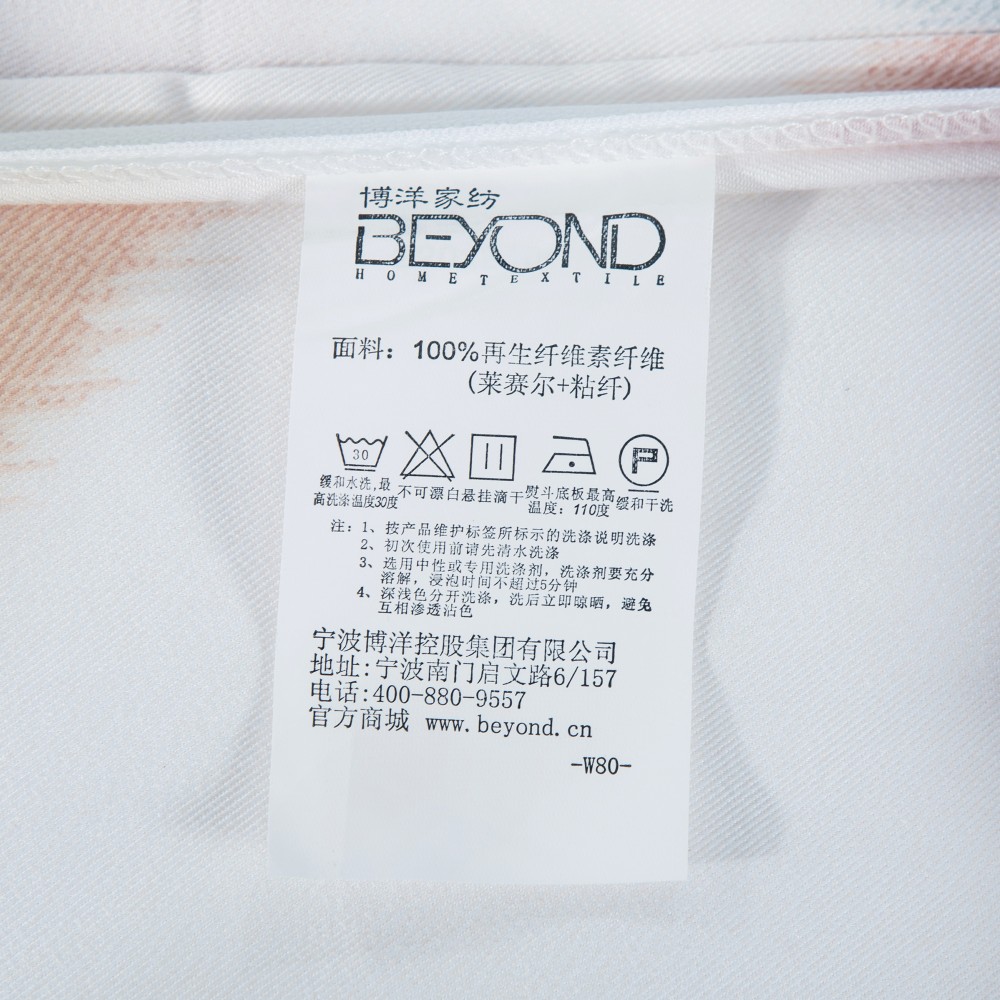 博洋家纺
BEYOND
HOMETEXTILE
面料：100%再生纤维素纤维
(莱赛尔+粘纤)
30
P
缓和水洗,最高洗涤温度30度
不可漂白
悬挂滴干
熨斗底板最高温度：110度
缓和干洗
注：1、按产品维护标签所标示的洗涤说明洗涤
2、初次使用前请先清水洗涤
3、选用中性或专用洗涤剂，洗涤剂要充分
溶解，浸泡时间不超过5分钟
4、深浅色分开洗涤，洗后立即晾晒，避免
互相渗透沾色
宁波博洋控股集团有限公司
地址:宁波南门启文路6/157
电话:400-880-9557
官方商城 www.beyond.cn
-W80-